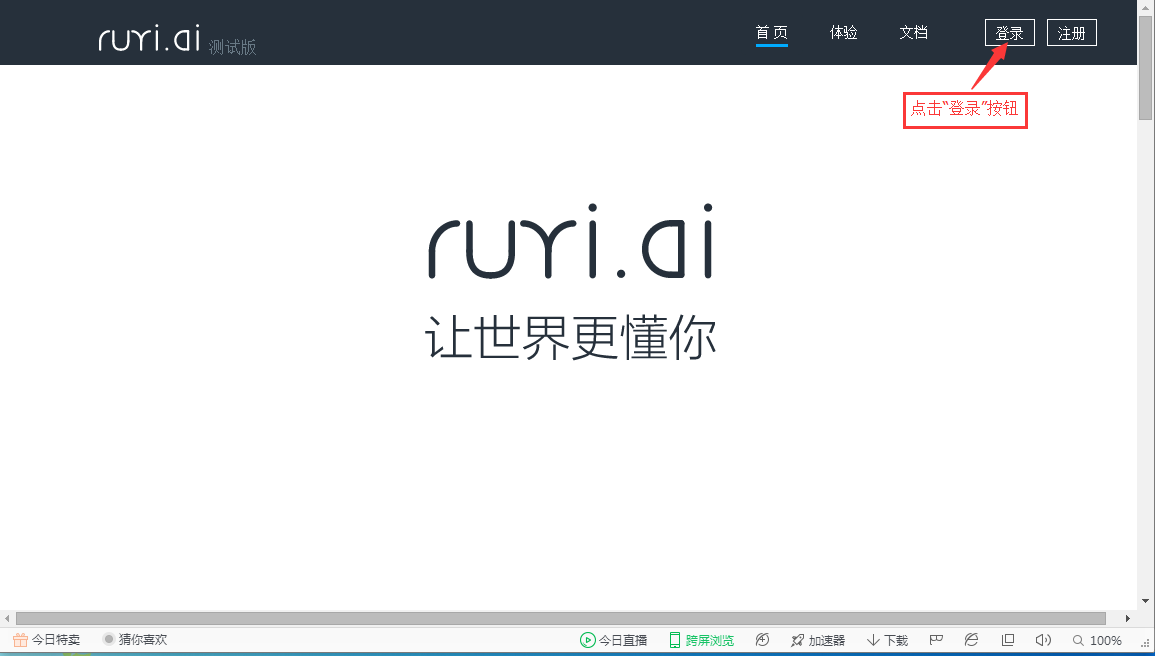 ruyi.ai 测试版
首页 体验 文档 登录 注册
点击“登录”按钮
ruyi.ai
让世界更懂你
今日特卖 猜你喜欢 今日直播 跨屏浏览 加速器 下载 100%